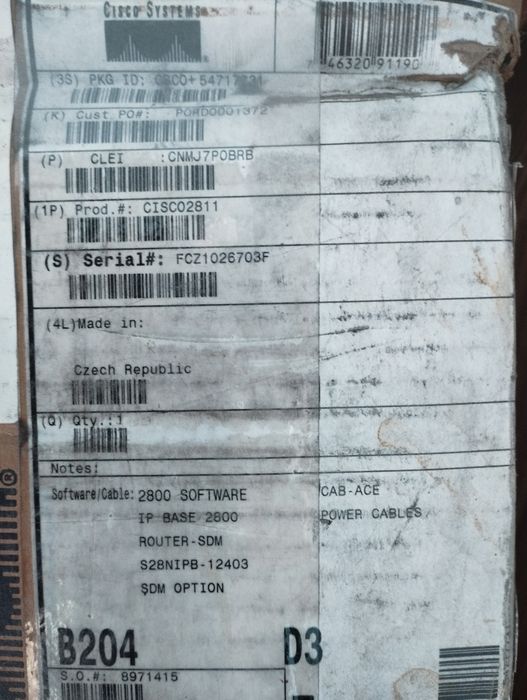 CISCO SYSTEMS
46320 91190
(3S) PKG ID:
(K) Cust PO#: PORD0001372
(P) CLEI :CNMJ7P0BRB
(1P) Prod.#: CISCO2811
(S) Serial#: FCZ1026703F
(4L)Made in:
Czech Republic
(Q) Qty.:1
Notes:
Software/Cable: 2800 SOFTWARE CAB-ACE
IP BASE 2800 POWER CABLES
ROUTER-SDM
S28NIPB-12403
SDM OPTION
B204 D3
S.O.#: 8971415
®